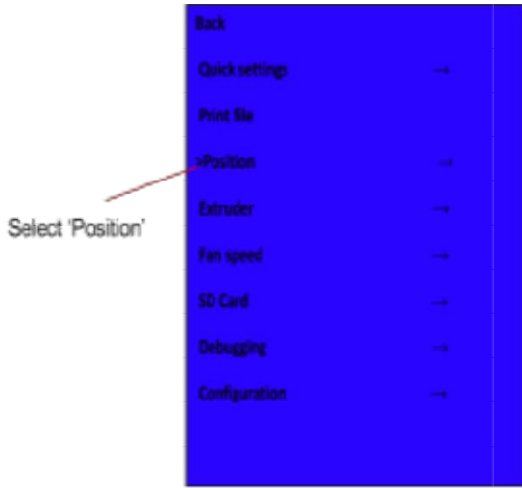 Back
Quick settings →
Print file
>Position →
Select 'Position'
Extruder →
Fan speed →
SD Card →
Debugging →
Configuration →